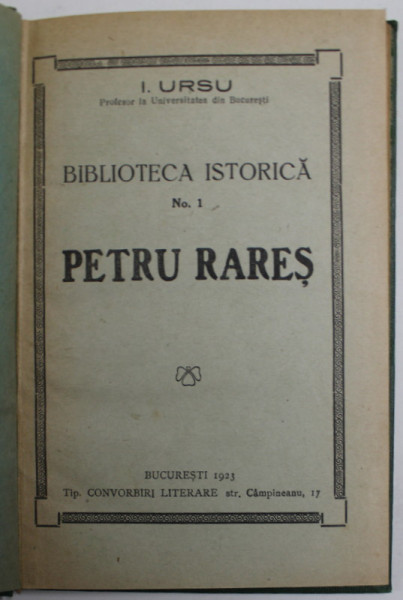 I. URSU
Profesor la Universitatea din București
BIBLIOTECA ISTORICĂ
No. 1
PETRU RAREȘ
BUCUREȘTI 1923
Tip. CONVORBIRI LITERARE str. Câmpineanu, 17